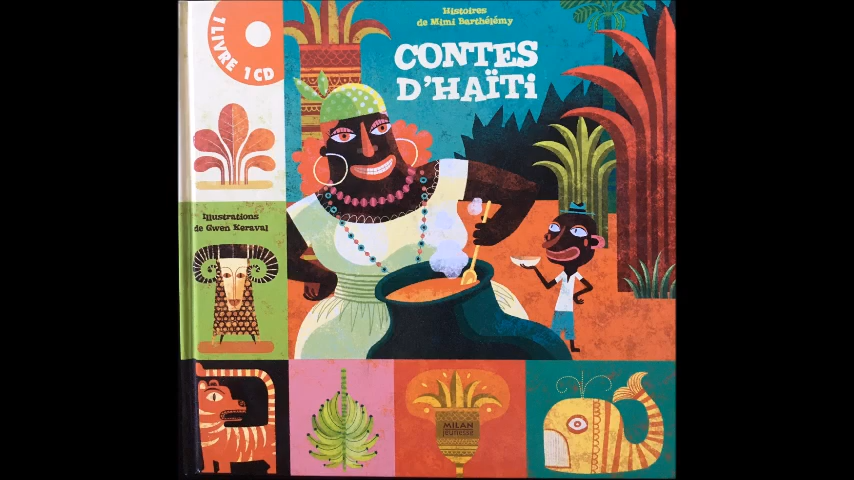 1 LIVRE 1 CD
Histoires
de Mimi Barthélémy
CONTES
D'HAÏTI
Illustrations
de Gwen Keraval
MILAN
jeunesse